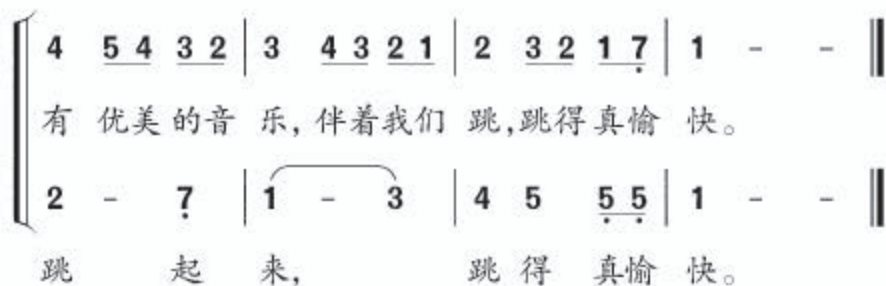 4 5 4 3 2 | 3 4 3 2 1 | 2 3 2 1 7̣ | 1 - - ‖
有 优美 的音 乐, 伴着我们 跳,跳得真愉 快。
2 - 7̣ | 1 - 3 | 4 5 5̣ 5̣ | 1 - - ‖
跳 起 来, 跳 得 真愉 快。